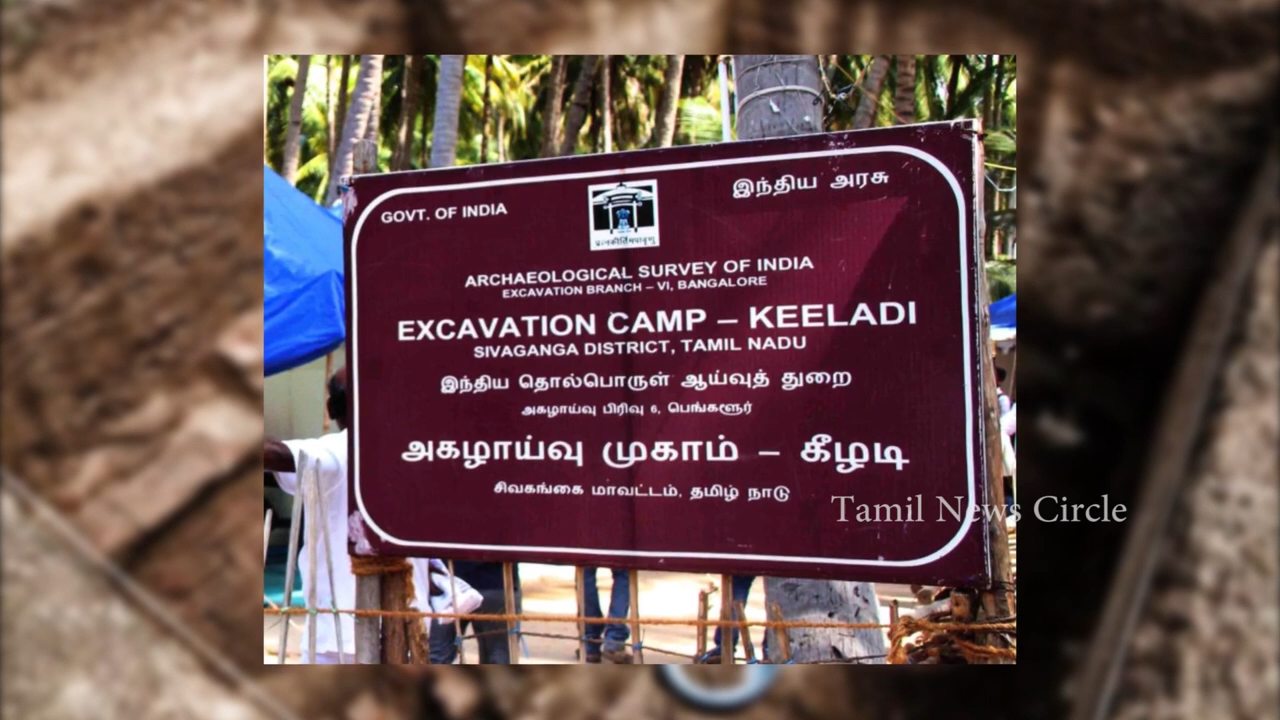 GOVT. OF INDIA
இந்திய அரசு
ARCHAEOLOGICAL SURVEY OF INDIA
EXCAVATION BRANCH – VI, BANGALORE
EXCAVATION CAMP – KEELADI
SIVAGANGA DISTRICT, TAMIL NADU
இந்திய தொல்பொருள் ஆய்வுத் துறை
அகழாய்வு பிரிவு 6, பெங்களூர்
அகழாய்வு முகாம் – கீழடி
சிவகங்கை மாவட்டம், தமிழ் நாடு
Tamil News Circle